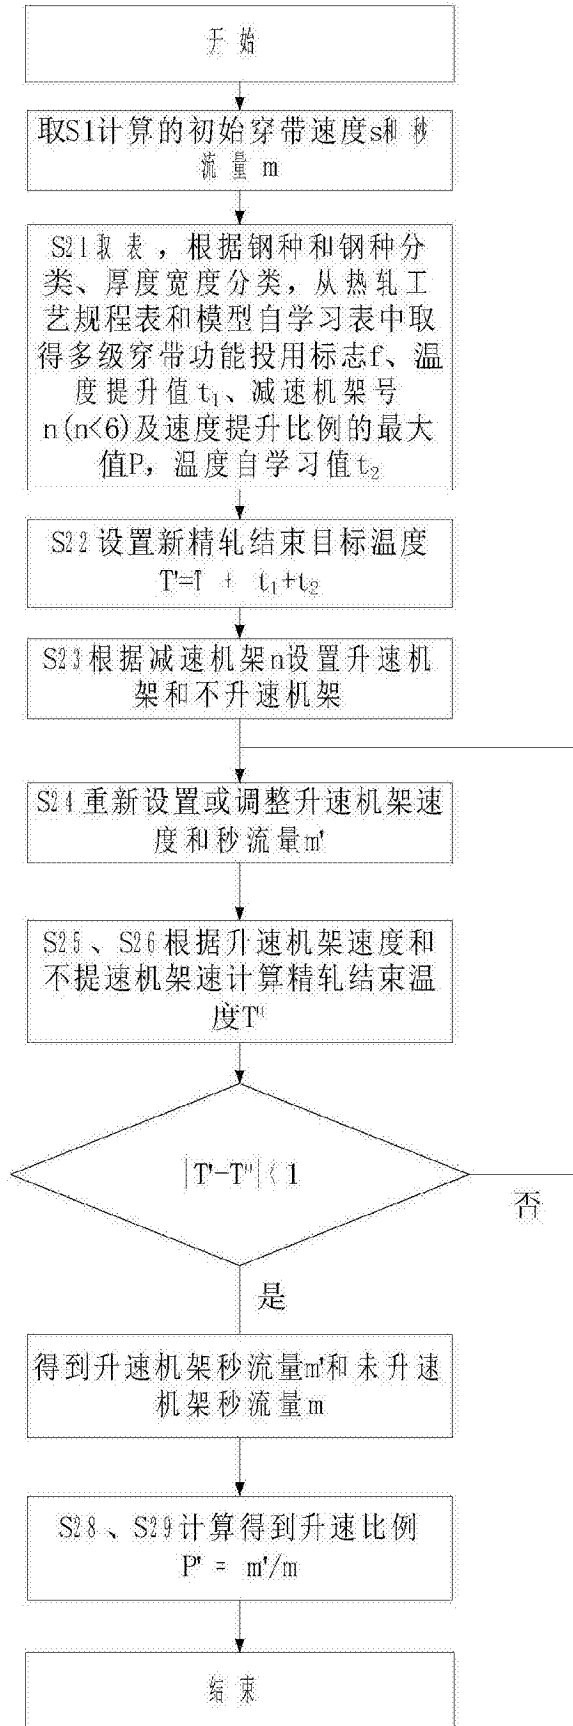 开始
取S1计算的初始穿带速度s和秒
流量m
S21取表，根据钢种和钢种分
类、厚度宽度分类，从热轧工
艺规程表和模型自学习表中取
得多级穿带功能投用标志f、温
度提升值t₁、减速机架号
n(n<6)及速度提升比例的最大
值P，温度自学习值t₂
S22设置新精轧结束目标温度
T'=T + t₁+t₂
S23根据减速机架n设置升速机
架和不升速机架
S24重新设置或调整升速机架速
度和秒流量m'
S25、S26根据升速机架速度和
不提速机架速计算精轧结束温
度T"
|T'-T"|<1
否
是
得到升速机架秒流量m'和未升速
机架秒流量m
S28、S29计算得到升速比例
P' = m'/m
结束